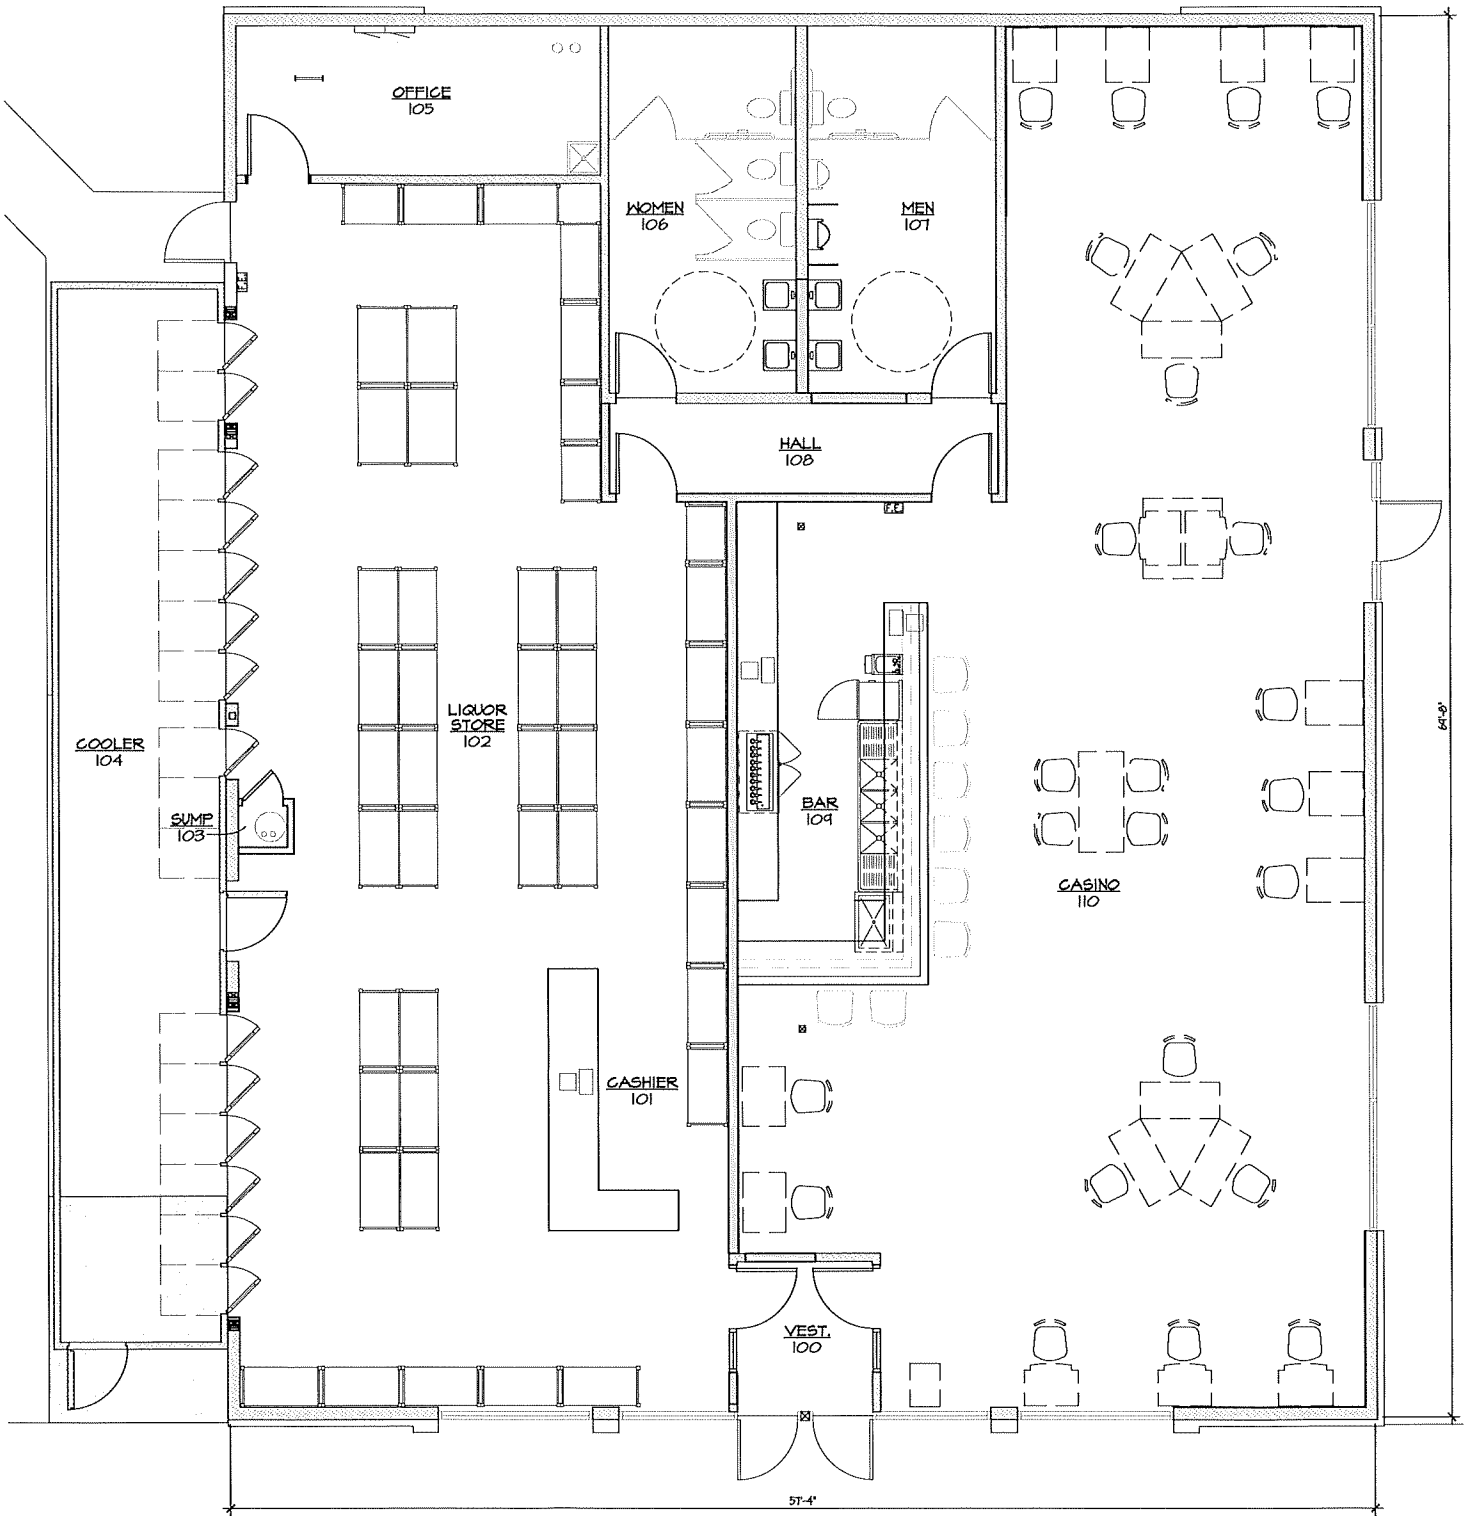 OFFICE
105
WOMEN
106
MEN
107
F.E.
HALL
108
F.E.
LIQUOR
STORE
102
69'-8"
COOLER
104
BAR
109
SUMP
103
CASINO
110
CASHIER
101
VEST.
100
57'-4"